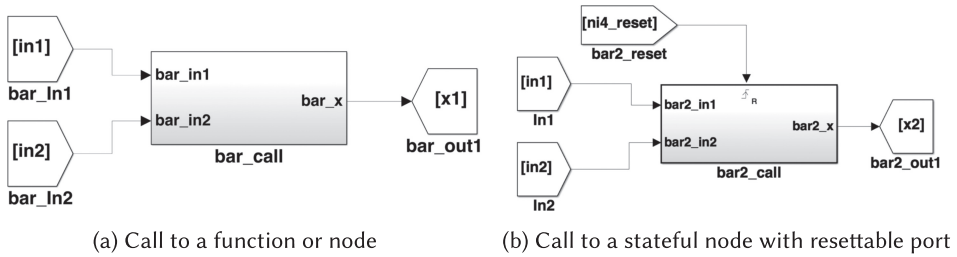 [in1]
bar_In1
[in2]
bar_In2
bar_in1
bar_in2
bar_x
bar_call
[x1]
bar_out1
(a) Call to a function or node
[ni4_reset]
bar2_reset
[in1]
In1
[in2]
In2
R
bar2_in1
bar2_in2
bar2_x
bar2_call
[x2]
bar2_out1
(b) Call to a stateful node with resettable port